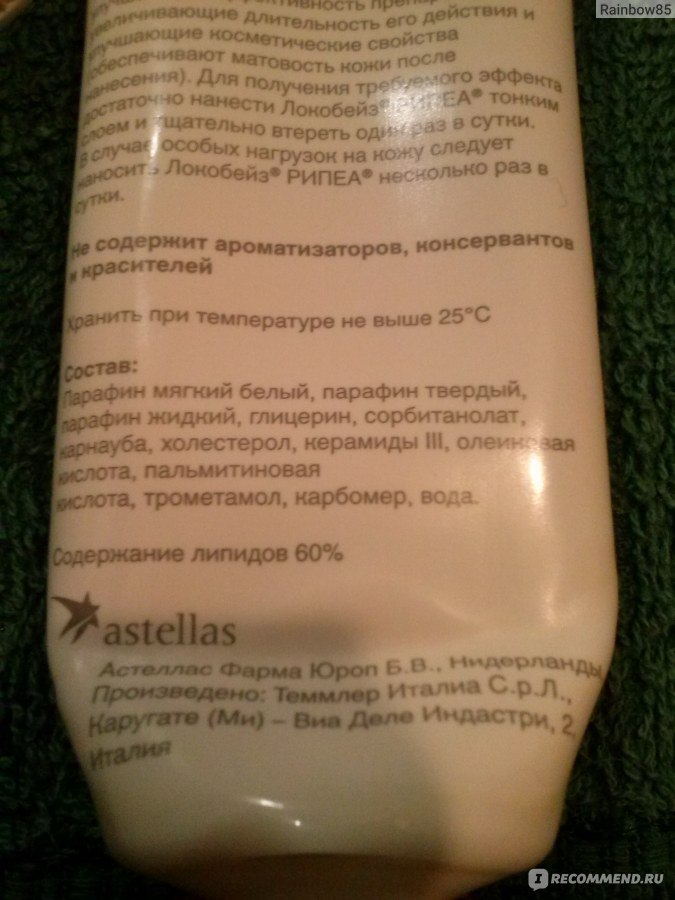 Rainbow85
эффективность
увеличивающие длительность его действия и
улучшающие косметические свойства
(обеспечивают матовость кожи после
нанесения). Для получения требуемого эффекта
достаточно нанести Локобейз® РИПЕА® тонким
слоем и тщательно втереть один раз в сутки.
В случае особых нагрузок на кожу следует
наносить Локобейз® РИПЕА® несколько раз в
сутки.
Не содержит ароматизаторов, консервантов
и красителей
Хранить при температуре не выше 25°C
Состав:
Парафин мягкий белый, парафин твердый,
парафин жидкий, глицерин, сорбитанолат,
карнауба, холестерол, керамиды III, олеиновая
кислота, пальмитиновая
кислота, трометамол, карбомер, вода.
Содержание липидов 60%
astellas
Астеллас Фарма Юроп Б.В., Нидерланды
Произведено: Теммлер Италиа С.р.Л.,
Каругате (Ми) – Виа Деле Индастри, 2,
Италия
IRECOMMEND.RU